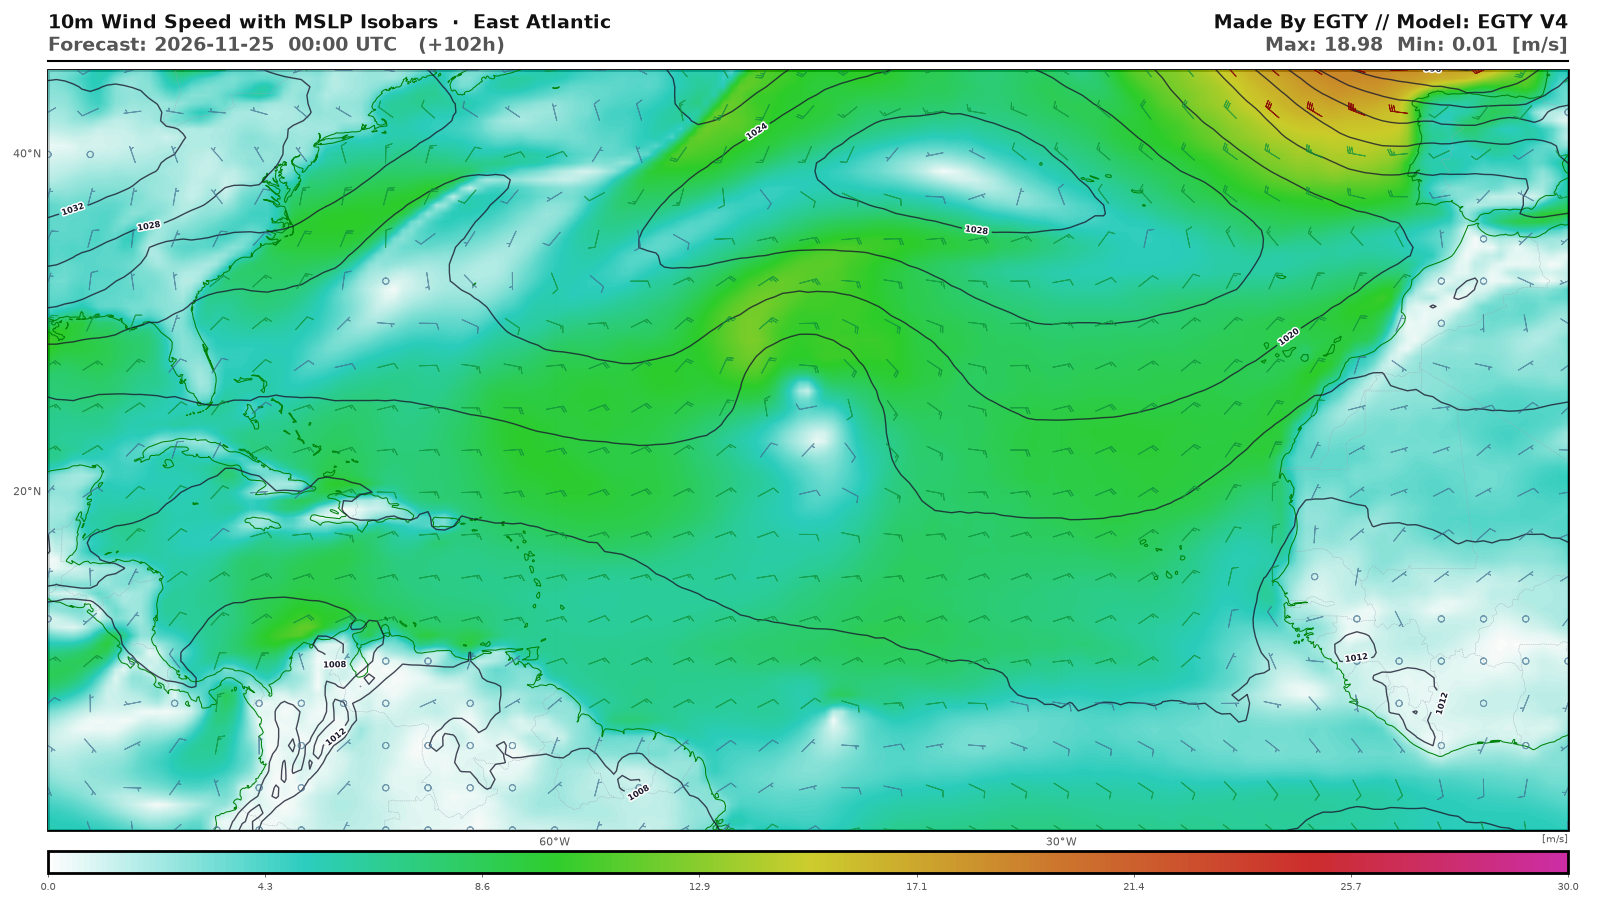 10m Wind Speed with MSLP Isobars · East Atlantic
Made By EGTY // Model: EGTY V4
Forecast: 2026-11-25 00:00 UTC (+102h)
Max: 18.98 Min: 0.01 [m/s]
1024
40°N
1032
1028
1028
1020
20°N
1012
1008
1012
1012
1008
60°W
30°W
[m/s]
0.0
4.3
8.6
12.9
17.1
21.4
25.7
30.0